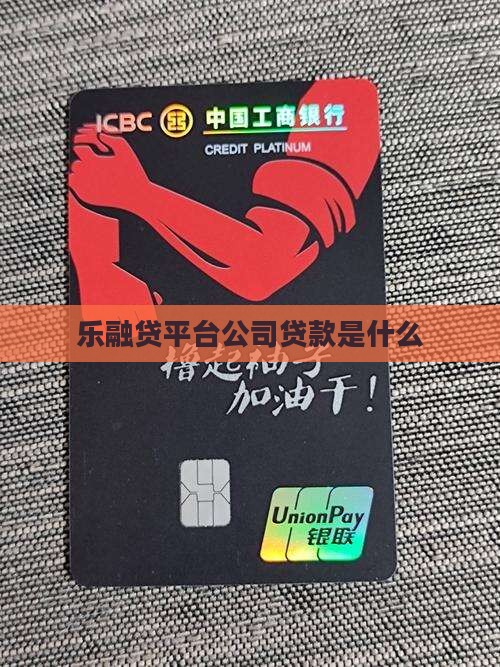 ICBC 中国工商银行
CREDIT PLATINUM
乐融贷平台公司贷款是什么
撸起袖子
加油干!
UnionPay
银联